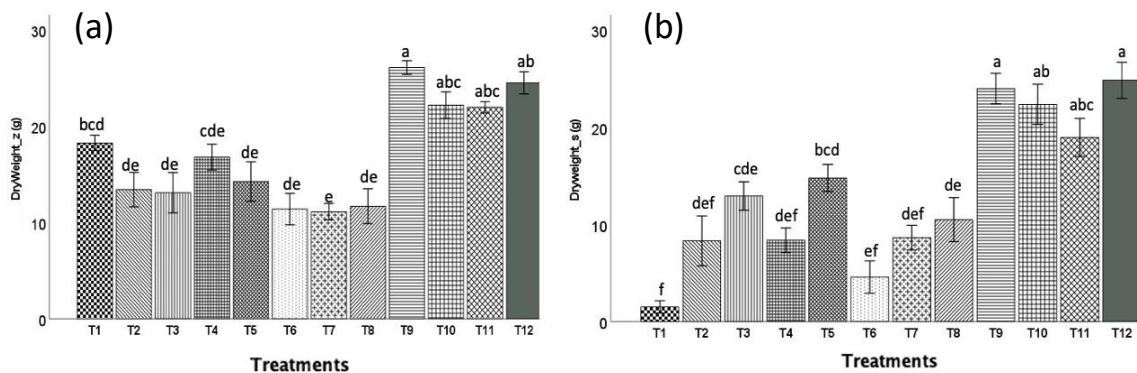 (a)
30
20
10
0
DryWeight_z (g)
bcd
de
de
cde
de
de
e
de
a
abc
abc
ab
T1 T2 T3 T4 T5 T6 T7 T8 T9 T10 T11 T12
Treatments
(b)
30
20
10
0
Dryweight_s (g)
f
def
cde
def
bcd
ef
def
de
a
ab
abc
a
T1 T2 T3 T4 T5 T6 T7 T8 T9 T10 T11 T12
Treatments